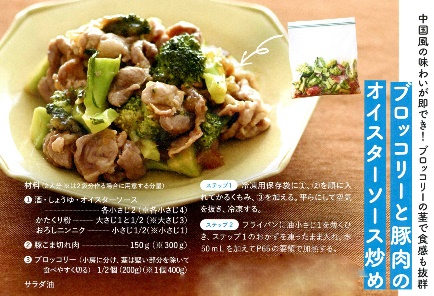 中国風の味わいが即でき！ブロッコリーの茎で食感も抜群
ブロッコリーと豚肉の
オイスターソース炒め
材料（2人分 ※は2袋分作る場合に用意する分量）
① 酒・しょうゆ・オイスターソース
各小さじ2（※各小さじ4）
かたくり粉 大さじ1と1/2（※大さじ3）
おろしニンニク 小さじ1/2（※小さじ1）
② 豚こま切れ肉 150g（※300g）
③ ブロッコリー（小房に分け、茎は堅い部分を除いて
食べやすく切る） 1/2個（200g）（※1個400g）
サラダ油
ステップ1 冷凍用保存袋に①、②を順に入
れてかるくもみ、③を加える。平らにして空気
を抜き、冷凍する。
ステップ2 フライパンに油小さじ1を熱くひ
き、ステップ1のおかずを凍ったまま入れ、水
50mLを加えてP65の要領で加熱する。